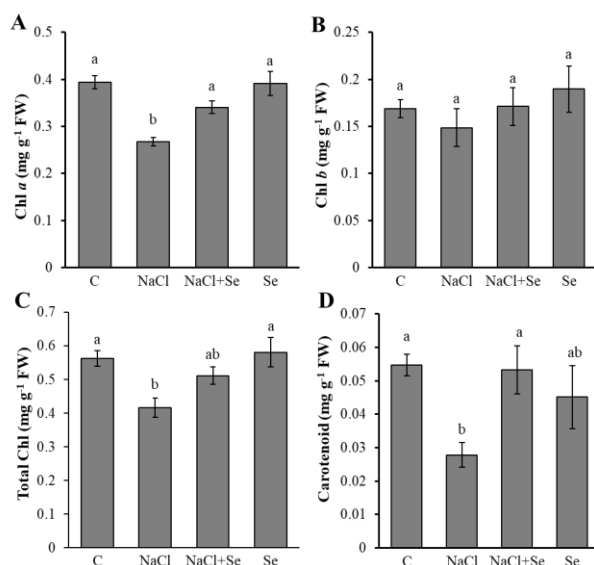 A
0.5
0.4
0.3
0.2
0.1
0
Chl a (mg g⁻¹ FW)
a
b
a
a
C NaCl NaCl+Se Se
B
0.25
0.2
0.15
0.1
0.05
0
Chl b (mg g⁻¹ FW)
a
a
a
a
C NaCl NaCl+Se Se
C
0.7
0.6
0.5
0.4
0.3
0.2
0.1
0
Total Chl (mg g⁻¹ FW)
a
b
ab
a
C NaCl NaCl+Se Se
D
0.07
0.06
0.05
0.04
0.03
0.02
0.01
0
Carotenoid (mg g⁻¹ FW)
a
b
a
ab
C NaCl NaCl+Se Se